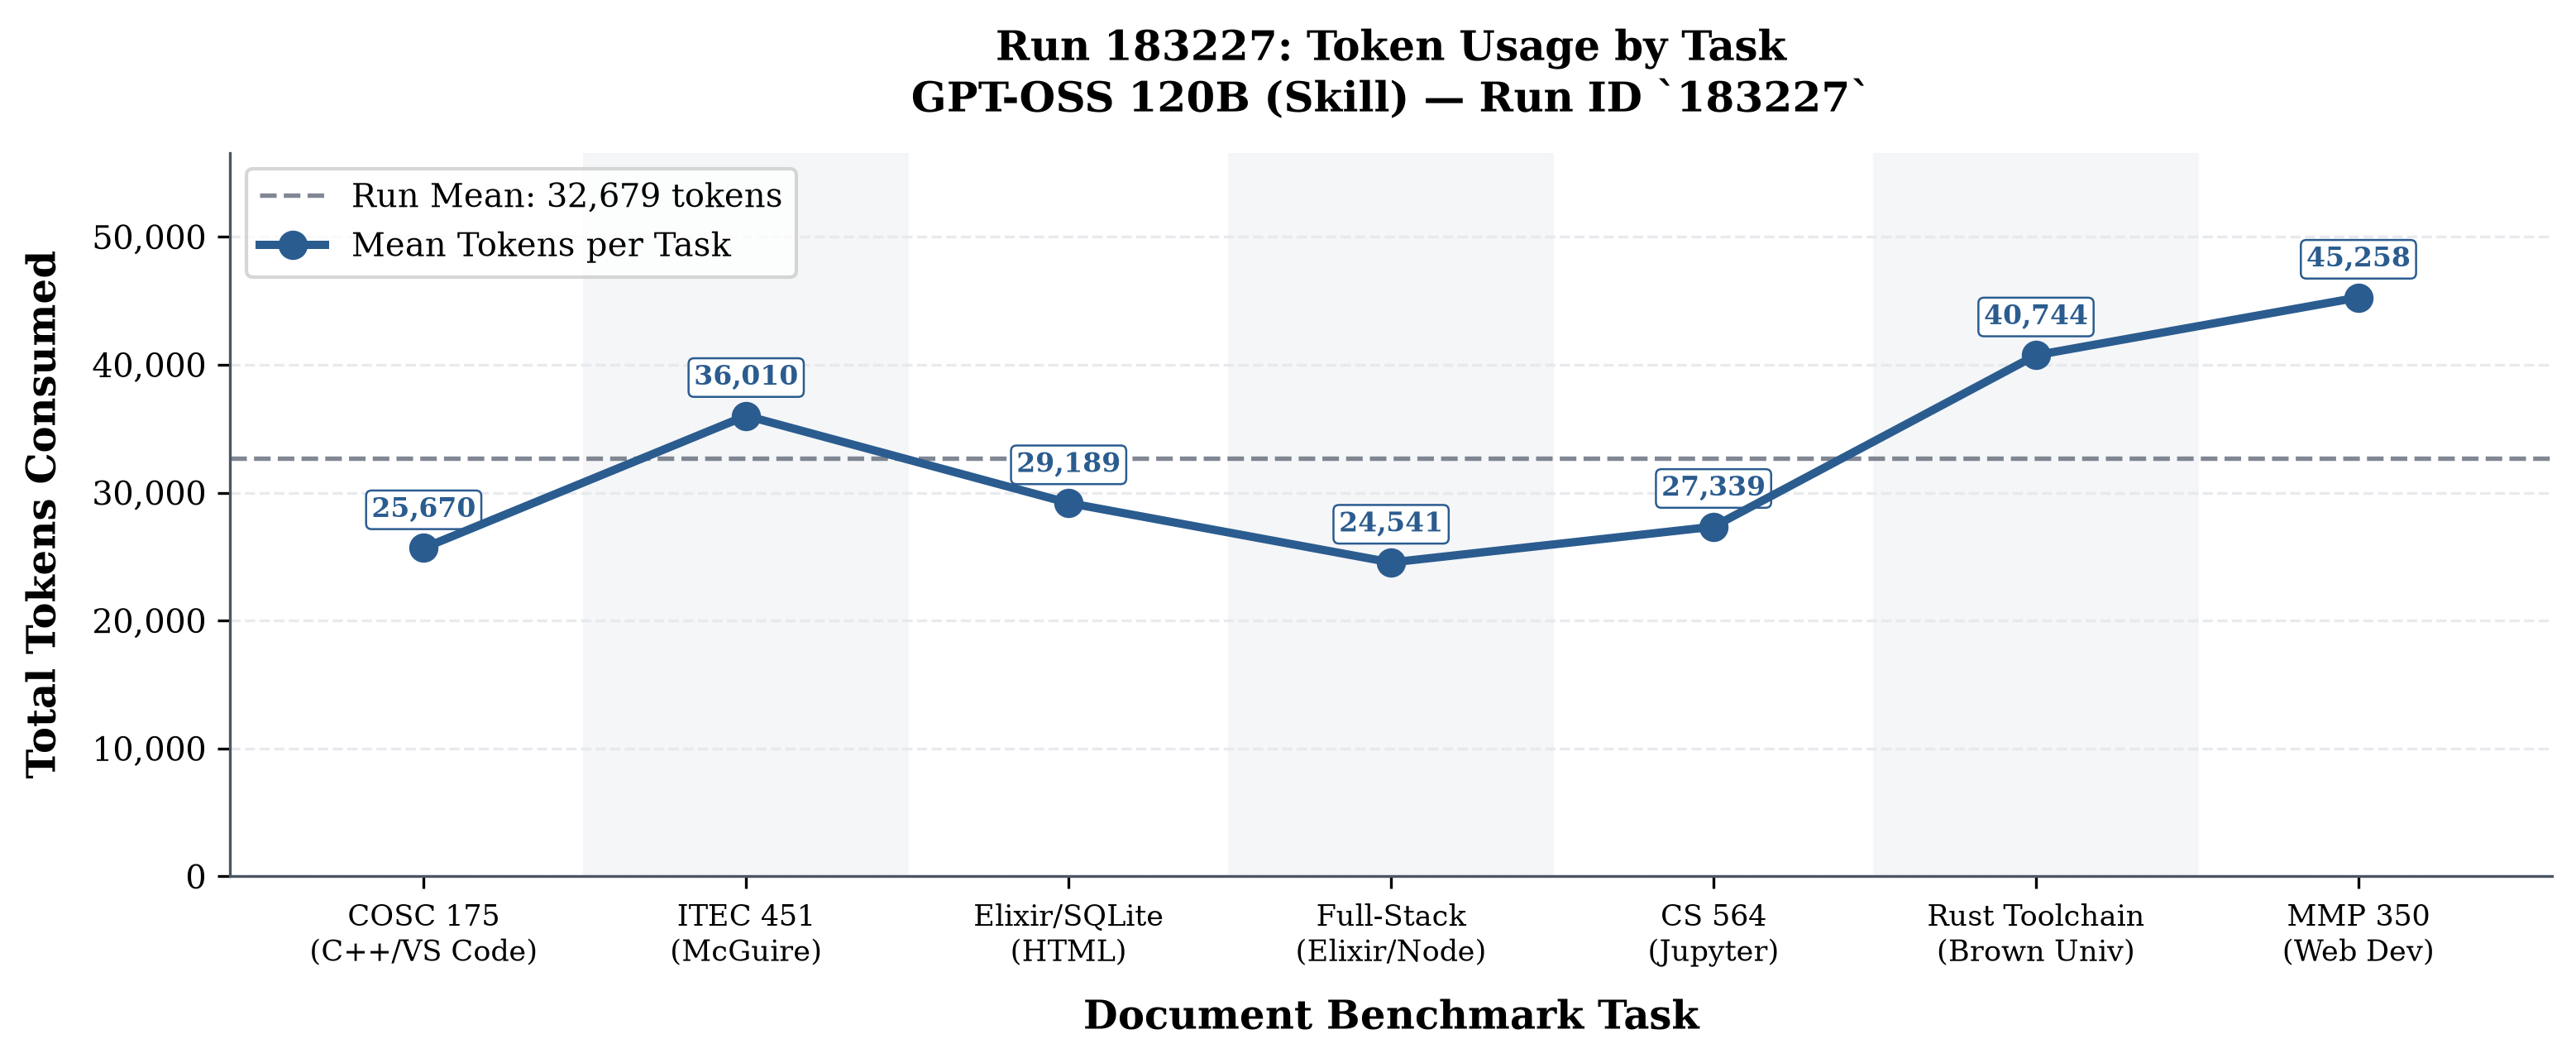 Run 183227: Token Usage by Task
GPT-OSS 120B (Skill) — Run ID `183227`
Run Mean: 32,679 tokens
Mean Tokens per Task
Total Tokens Consumed
50,000
40,000
30,000
20,000
10,000
0
25,670
36,010
29,189
24,541
27,339
40,744
45,258
COSC 175
(C++/VS Code)
ITEC 451
(McGuire)
Elixir/SQLite
(HTML)
Full-Stack
(Elixir/Node)
CS 564
(Jupyter)
Rust Toolchain
(Brown Univ)
MMP 350
(Web Dev)
Document Benchmark Task